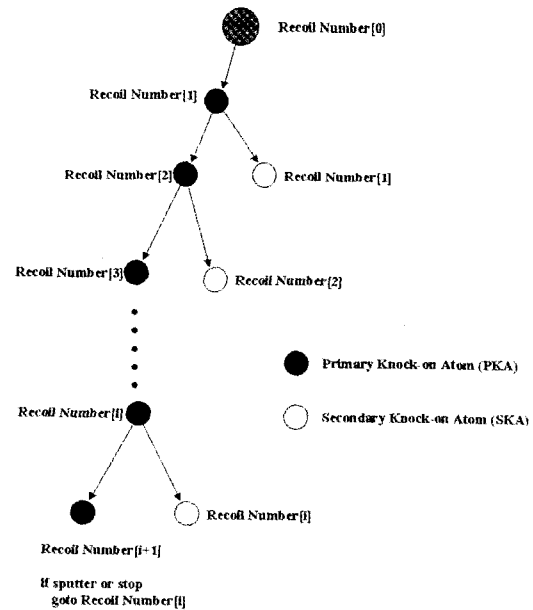 Recoil Number[0]
Recoil Number[1]
Recoil Number[2]
Recoil Number[1]
Recoil Number[3]
Recoil Number[2]
Primary Knock-on Atom (PKA)
Recoil Number[i]
Secondary Knock-on Atom (SKA)
Recoil Number[i]
Recoil Number[i+1]
If sputter or stop
goto Recoil Number[i]